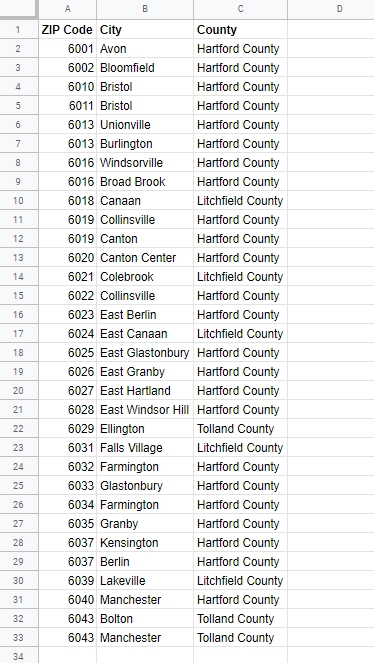 A B C D
1 ZIP Code City County
2 6001 Avon Hartford County
3 6002 Bloomfield Hartford County
4 6010 Bristol Hartford County
5 6011 Bristol Hartford County
6 6013 Unionville Hartford County
7 6013 Burlington Hartford County
8 6016 Windsorville Hartford County
9 6016 Broad Brook Hartford County
10 6018 Canaan Litchfield County
11 6019 Collinsville Hartford County
12 6019 Canton Hartford County
13 6020 Canton Center Hartford County
14 6021 Colebrook Litchfield County
15 6022 Collinsville Hartford County
16 6023 East Berlin Hartford County
17 6024 East Canaan Litchfield County
18 6025 East Glastonbury Hartford County
19 6026 East Granby Hartford County
20 6027 East Hartland Hartford County
21 6028 East Windsor Hill Hartford County
22 6029 Ellington Tolland County
23 6031 Falls Village Litchfield County
24 6032 Farmington Hartford County
25 6033 Glastonbury Hartford County
26 6034 Farmington Hartford County
27 6035 Granby Hartford County
28 6037 Kensington Hartford County
29 6037 Berlin Hartford County
30 6039 Lakeville Litchfield County
31 6040 Manchester Hartford County
32 6043 Bolton Tolland County
33 6043 Manchester Tolland County
34